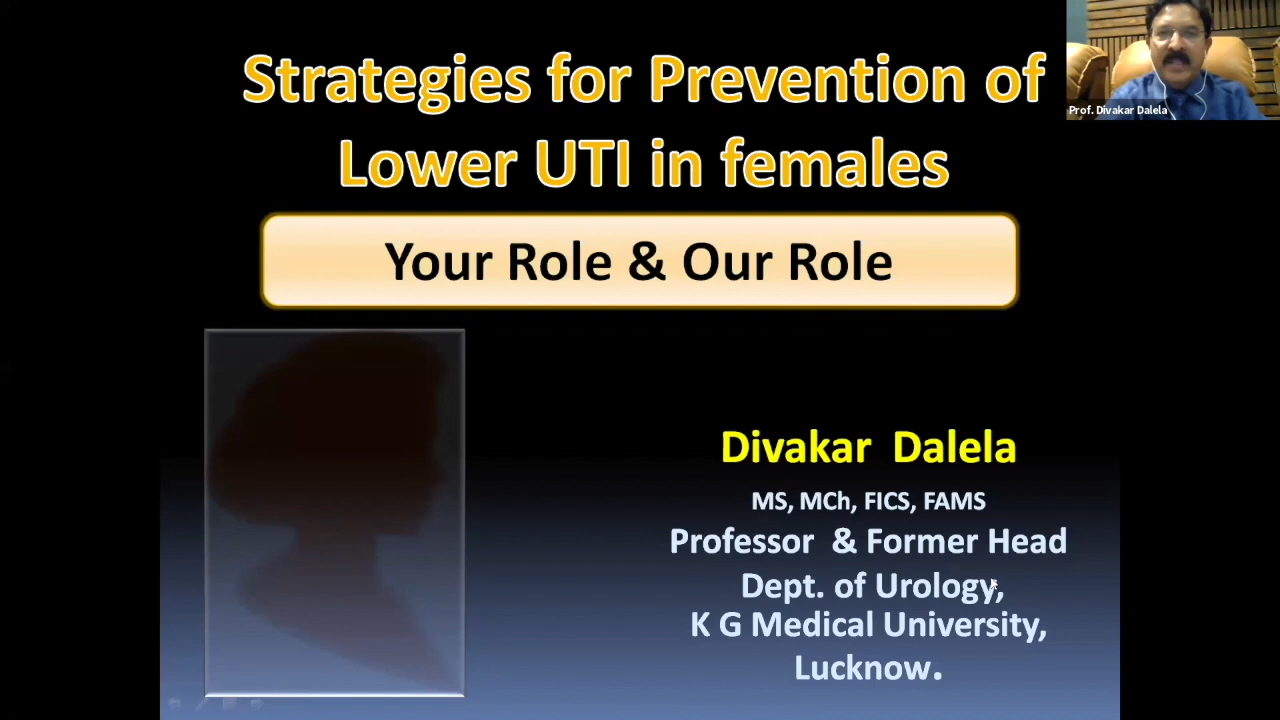 Strategies for Prevention of
Lower UTI in females
Your Role & Our Role
Prof. Divakar Dalela
Divakar Dalela
MS, MCh, FICS, FAMS
Professor & Former Head
Dept. of Urology,
K G Medical University,
Lucknow.